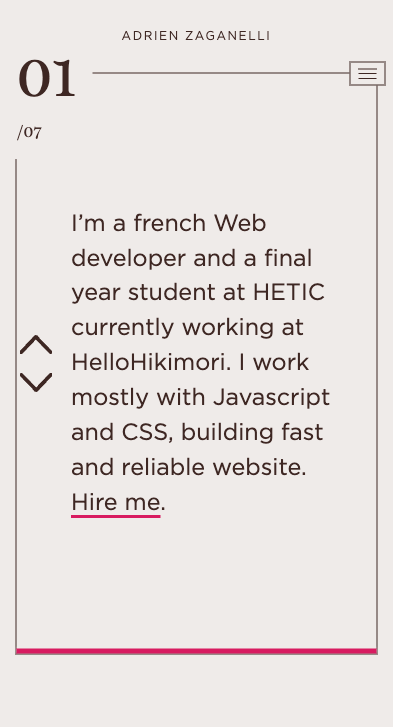 ADRIEN ZAGANELLI
01
/07
I’m a french Web
developer and a final
year student at HETIC
currently working at
HelloHikimori. I work
mostly with Javascript
and CSS, building fast
and reliable website.
Hire me.